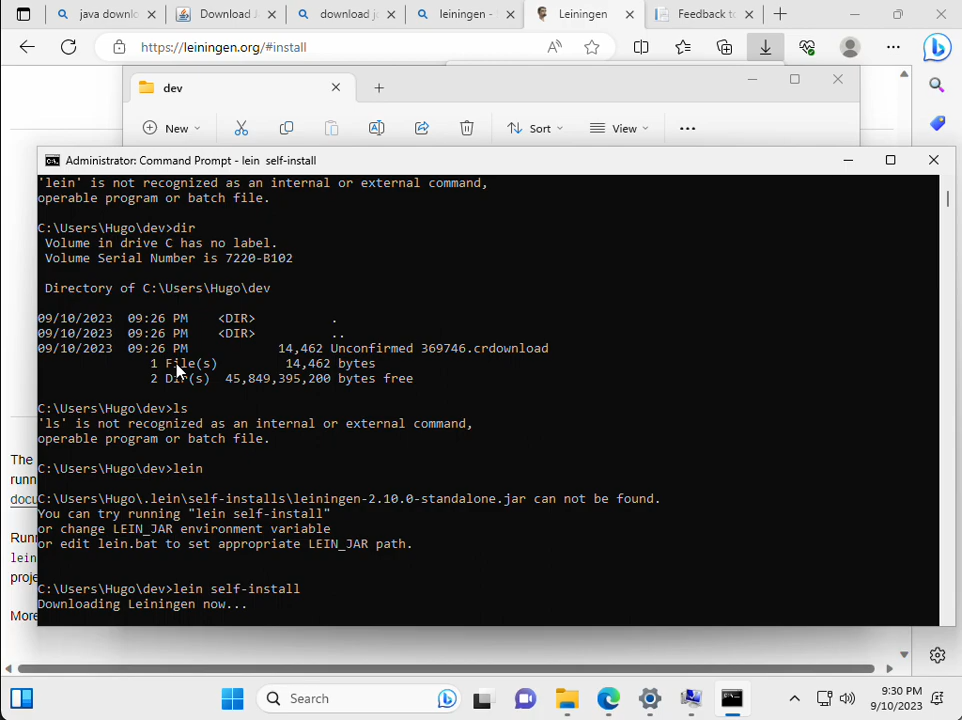 java downl
Download J
download j
leiningen -
Leiningen
Feedback to
https://leiningen.org/#install
dev
New
Sort
View
Administrator: Command Prompt - lein  self-install
'lein' is not recognized as an internal or external command,
operable program or batch file.
C:\Users\Hugo\dev>dir
Volume in drive C has no label.
Volume Serial Number is 7220-B102
Directory of C:\Users\Hugo\dev
09/10/2023  09:26 PM    <DIR>          .
09/10/2023  09:26 PM    <DIR>          ..
09/10/2023  09:26 PM            14,462 Unconfirmed 369746.crdownload
1 File(s)         14,462 bytes
2 Dir(s)  45,849,395,200 bytes free
C:\Users\Hugo\dev>ls
'ls' is not recognized as an internal or external command,
operable program or batch file.
C:\Users\Hugo\dev>lein
C:\Users\Hugo\.lein\self-installs\leiningen-2.10.0-standalone.jar can not be found.
You can try running "lein self-install"
or change LEIN_JAR environment variable
or edit lein.bat to set appropriate LEIN_JAR path.
C:\Users\Hugo\dev>lein self-install
Downloading Leiningen now...
The
runn
docu
Runn
lein
proje
More
Search
9:30 PM
9/10/2023